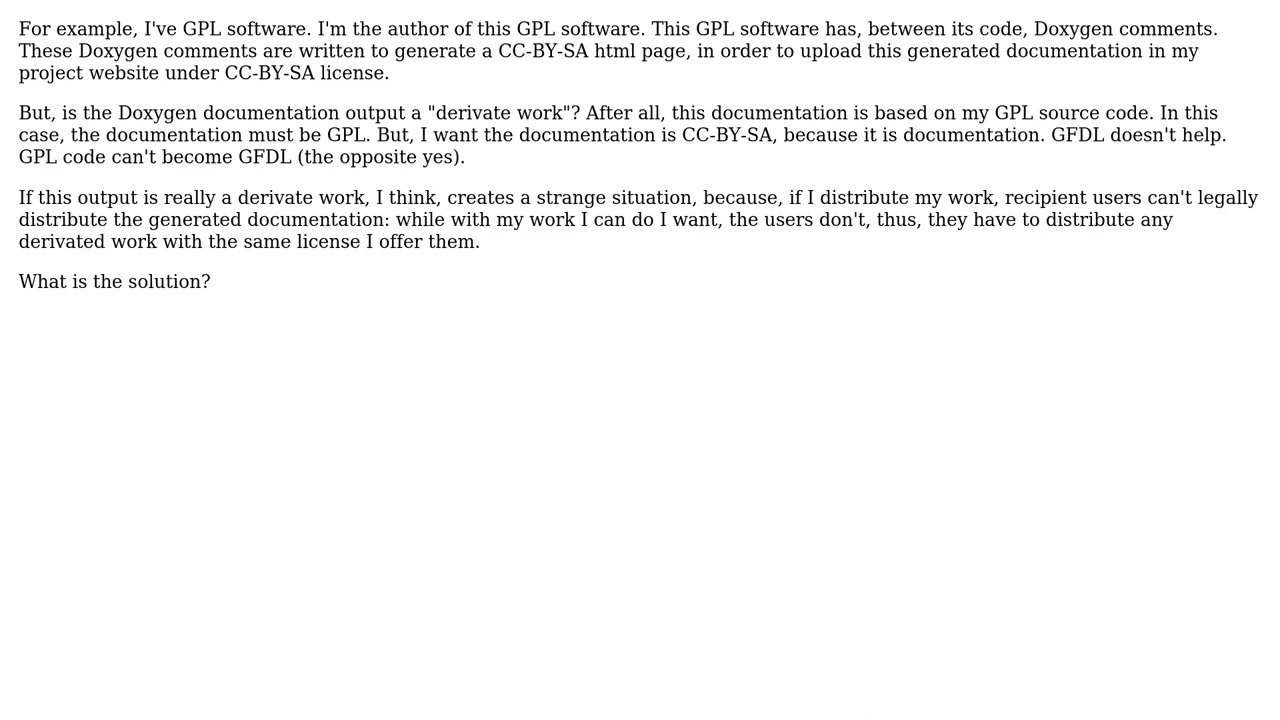 For example, I've GPL software. I'm the author of this GPL software. This GPL software has, between its code, Doxygen comments.
These Doxygen comments are written to generate a CC-BY-SA html page, in order to upload this generated documentation in my
project website under CC-BY-SA license.
But, is the Doxygen documentation output a "derivate work"? After all, this documentation is based on my GPL source code. In this
case, the documentation must be GPL. But, I want the documentation is CC-BY-SA, because it is documentation. GFDL doesn't help.
GPL code can't become GFDL (the opposite yes).
If this output is really a derivate work, I think, creates a strange situation, because, if I distribute my work, recipient users can't legally
distribute the generated documentation: while with my work I can do I want, the users don't, thus, they have to distribute any
derivated work with the same license I offer them.
What is the solution?